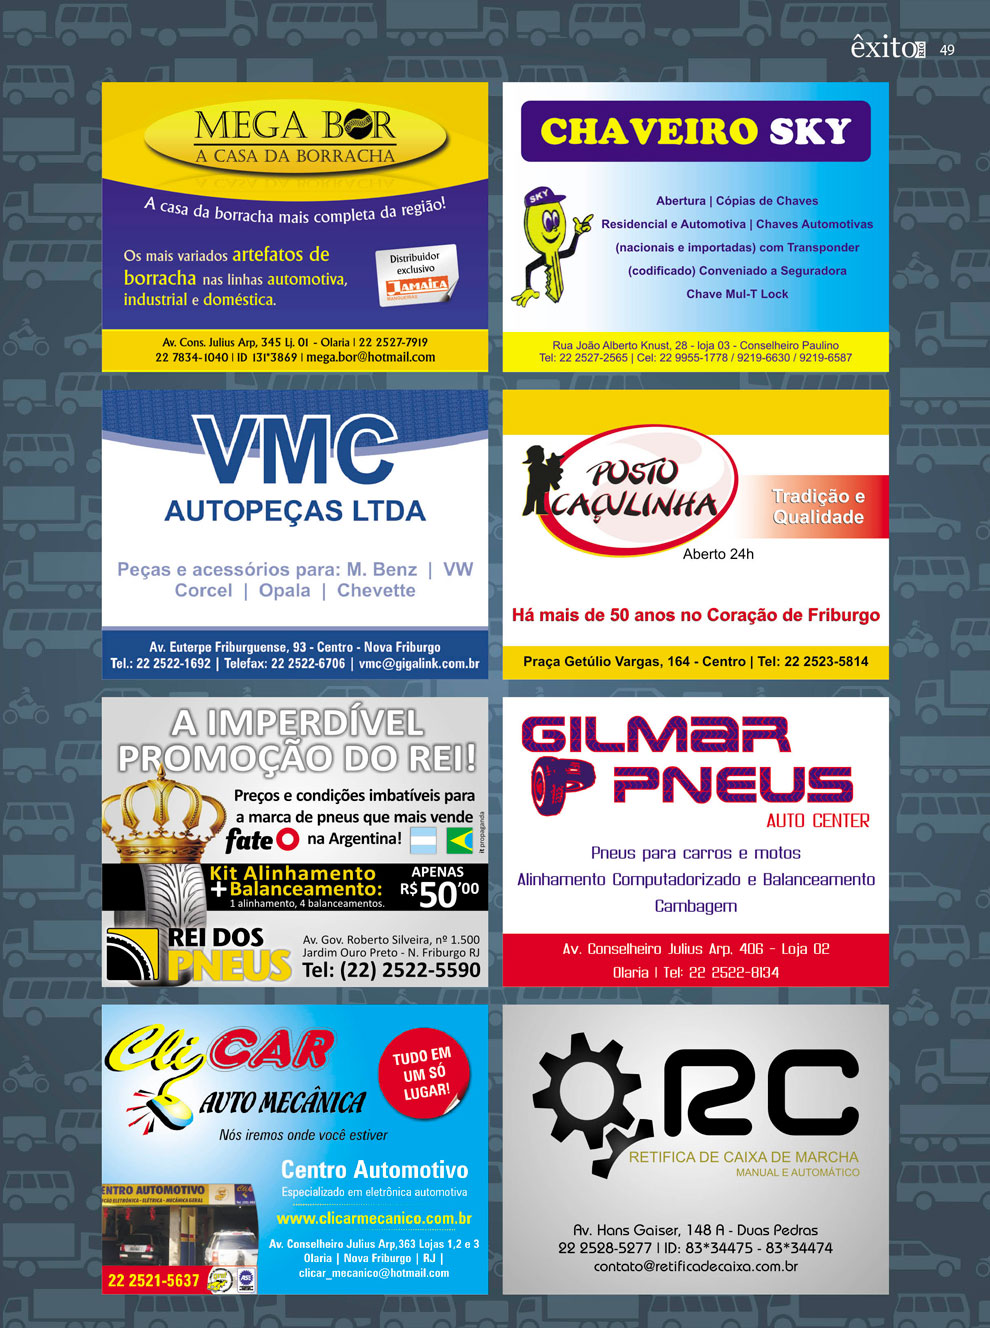 êxito RIO 49
MEGA BOR
A CASA DA BORRACHA
A casa da borracha mais completa da região!
Os mais variados artefatos de
borracha nas linhas automotiva,
industrial e doméstica.
Distribuidor
exclusivo
JAMAICA
MANGUEIRAS
Av. Cons. Julius Arp, 345 Lj. 01 - Olaria | 22 2527-7919
22 7834-1040 | ID 131*3869 | mega.bor@hotmail.com
CHAVEIRO SKY
SKY
Abertura | Cópias de Chaves
Residencial e Automotiva | Chaves Automotivas
(nacionais e importadas) com Transponder
(codificado) Conveniado a Seguradora
Chave Mul-T Lock
Rua João Alberto Knust, 28 - loja 03 - Conselheiro Paulino
Tel: 22 2527-2565 | Cel: 22 9955-1778 / 9219-6630 / 9219-6587
VMC
AUTOPEÇAS LTDA
Peças e acessórios para: M. Benz | VW
Corcel | Opala | Chevette
Av. Euterpe Friburguense, 93 - Centro - Nova Friburgo
Tel.: 22 2522-1692 | Telefax: 22 2522-6706 | vmc@gigalink.com.br
POSTO
CAÇULINHA
Tradição e
Qualidade
Aberto 24h
Há mais de 50 anos no Coração de Friburgo
Praça Getúlio Vargas, 164 - Centro | Tel: 22 2523-5814
A IMPERDÍVEL
PROMOÇÃO DO REI!
Preços e condições imbatíveis para
a marca de pneus que mais vende
fate O na Argentina!
it propaganda
Kit Alinhamento
+ Balanceamento:
1 alinhamento, 4 balanceamentos.
APENAS
R$ 50,00
REI DOS
PNEUS
Av. Gov. Roberto Silveira, nº 1.500
Jardim Ouro Preto - N. Friburgo RJ
Tel: (22) 2522-5590
GILMAR
PNEUS
AUTO CENTER
Pneus para carros e motos
Alinhamento Computadorizado e Balanceamento
Cambagem
Av. Conselheiro Julius Arp, 406 - Loja 02
Olaria | Tel: 22 2522-8134
Cli CAR
AUTO MECÂNICA
TUDO EM
UM SÓ
LUGAR!
Nós iremos onde você estiver
Centro Automotivo
Especializado em eletrônica automotiva
www.clicarmecanico.com.br
Av. Conselheiro Julius Arp,363 Lojas 1,2 e 3
Olaria | Nova Friburgo | RJ |
clicar_mecanico@hotmail.com
CENTRO AUTOMOTIVO
22 2521-5637
RC
RETIFICA DE CAIXA DE MARCHA
MANUAL E AUTOMÁTICO
Av. Hans Gaiser, 148 A - Duas Pedras
22 2528-5277 | ID: 83*34475 - 83*34474
contato@retificadecaixa.com.br